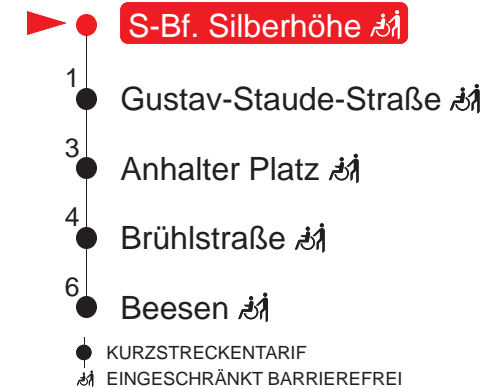 S-Bf. Silberhöhe
1
Gustav-Staude-Straße
3
Anhalter Platz
4
Brühlstraße
6
Beesen
KURZSTRECKENTARIF
EINGESCHRÄNKT BARRIEREFREI